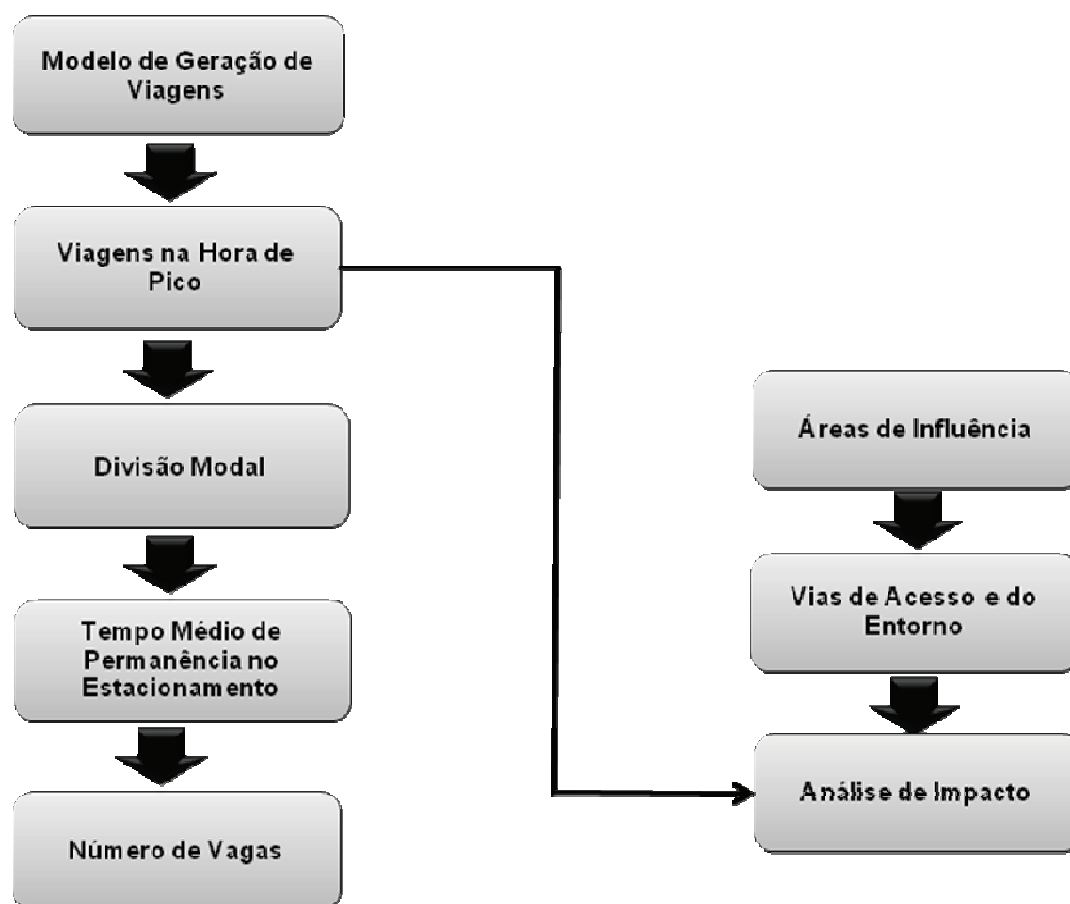 Modelo de Geração de
Viagens
Viagens na Hora de
Pico
Divisão Modal
Tempo Médio de
Permanência no
Estacionamento
Número de Vagas
Áreas de Influência
Vias de Acesso e do
Entorno
Análise de Impacto